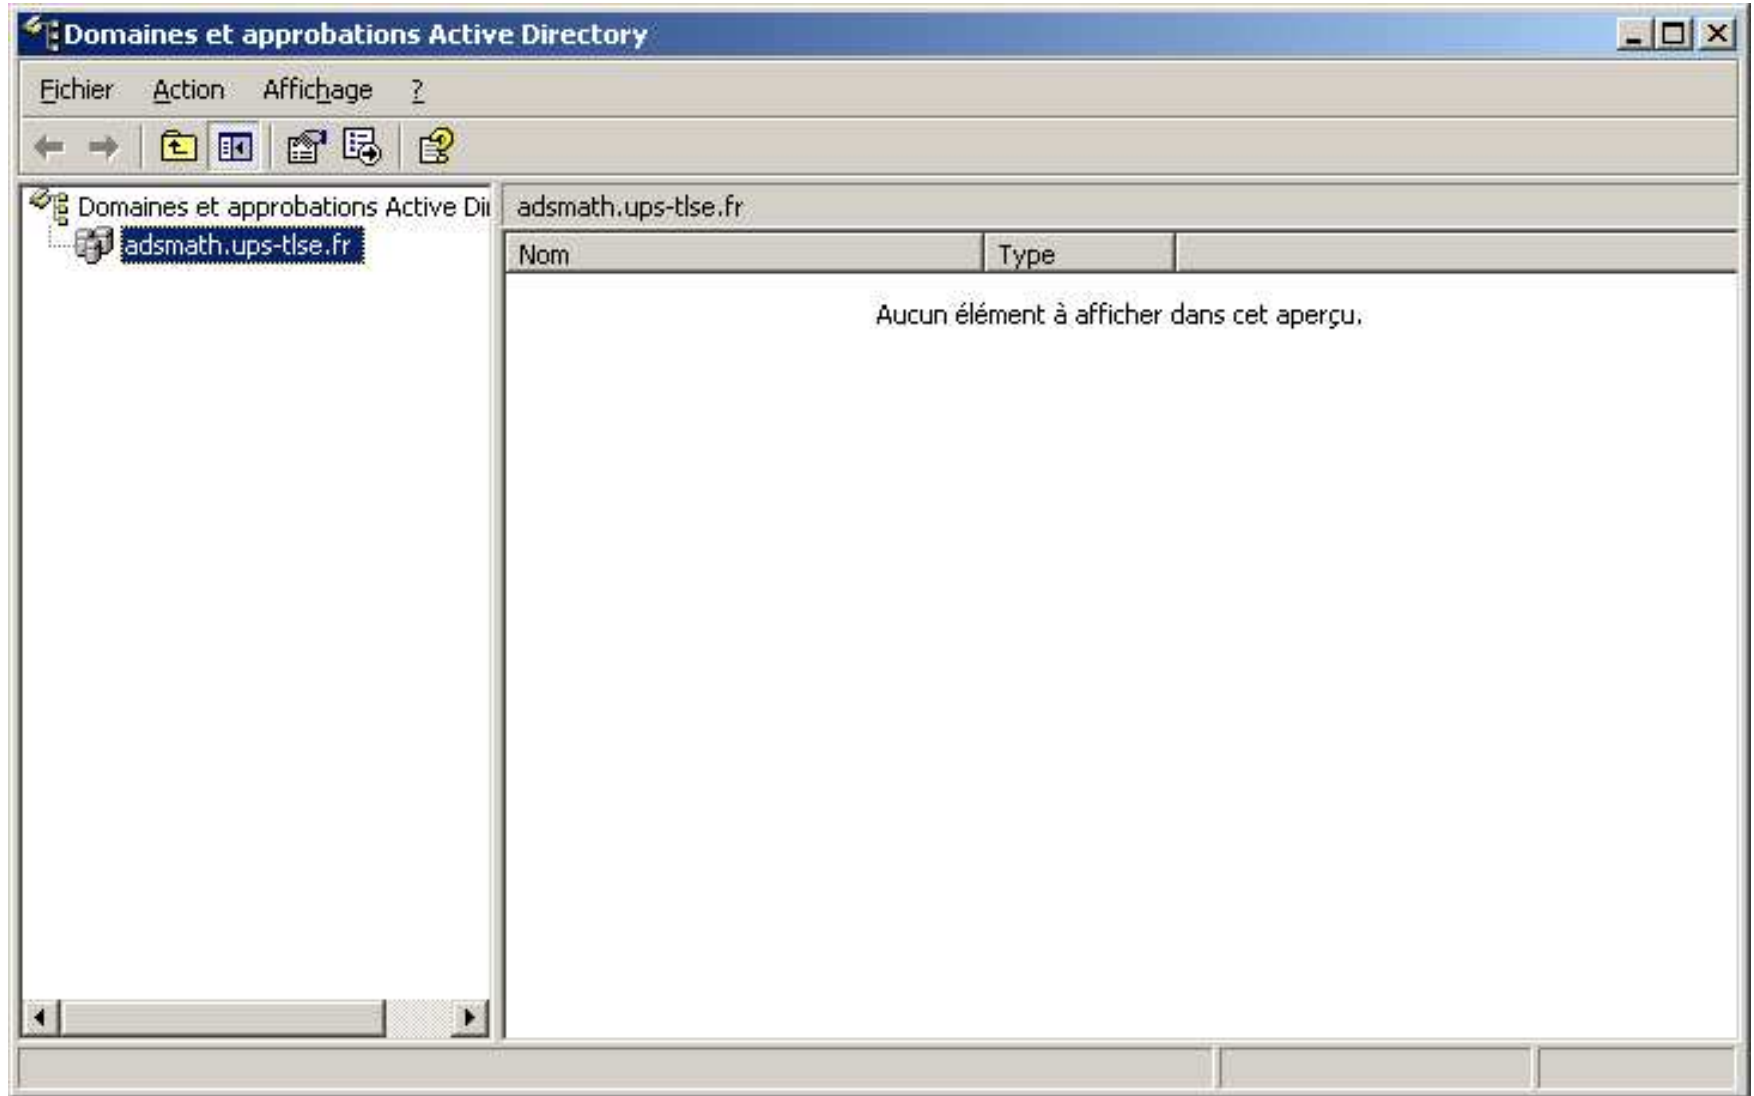 Domaines et approbations Active Directory
Fichier Action Affichage ?
Domaines et approbations Active Dir
adsmath.ups-tlse.fr
adsmath.ups-tlse.fr
Nom Type
Aucun élément à afficher dans cet aperçu.